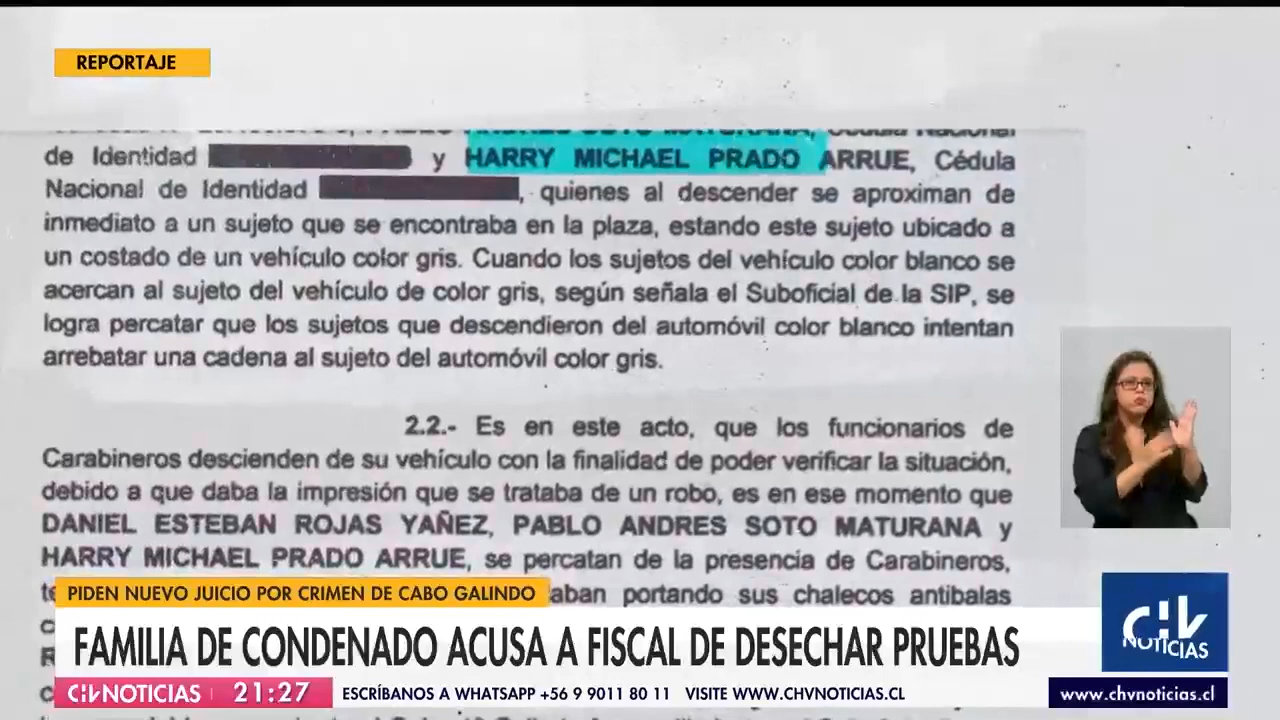 REPORTAJE
ANDRES SOTO MATURANA, Cédula Nacional
de Identidad y HARRY MICHAEL PRADO ARRUE, Cédula
Nacional de Identidad , quienes al descender se aproximan de
inmediato a un sujeto que se encontraba en la plaza, estando este sujeto ubicado a
un costado de un vehículo color gris. Cuando los sujetos del vehículo color blanco se
acercan al sujeto del vehículo de color gris, según señala el Suboficial de la SIP, se
logra percatar que los sujetos que descendieron del automóvil color blanco intentan
arrebatar una cadena al sujeto del automóvil color gris.
2.2.- Es en este acto, que los funcionarios de
Carabineros descienden de su vehículo con la finalidad de poder verificar la situación,
debido a que daba la impresión que se trataba de un robo, es en ese momento que
DANIEL ESTEBAN ROJAS YAÑEZ, PABLO ANDRES SOTO MATURANA y
HARRY MICHAEL PRADO ARRUE, se percatan de la presencia de Carabineros,
portando sus chalecos antibalas
PIDEN NUEVO JUICIO POR CRIMEN DE CABO GALINDO
FAMILIA DE CONDENADO ACUSA A FISCAL DE DESECHAR PRUEBAS
CHV NOTICIAS
CHVNOTICIAS 21:27 ESCRÍBANOS A WHATSAPP +56 9 9011 80 11 VISITE WWW.CHVNOTICIAS.CL
www.chvnoticias.cl